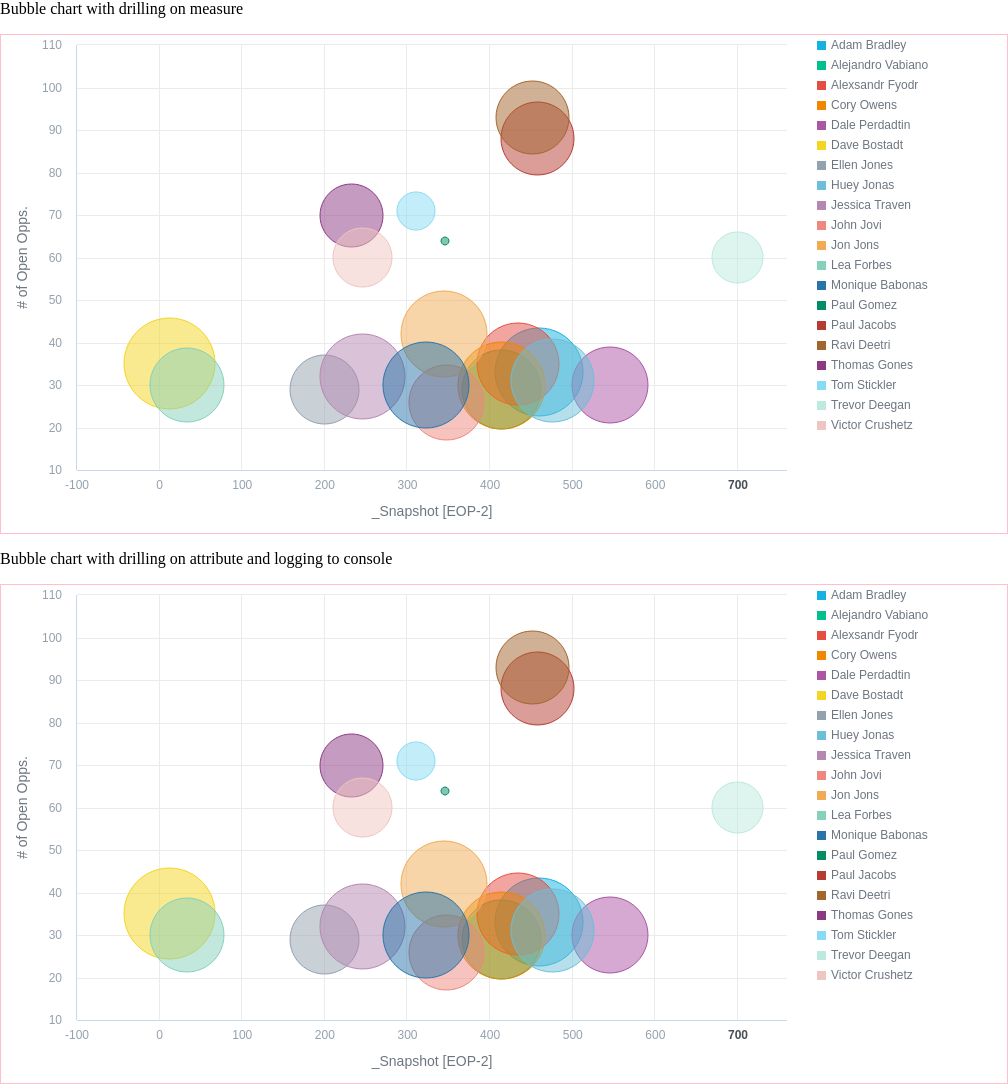 Bubble chart with drilling on measure
110
100
90
80
70
60
50
40
30
20
10
# of Open Opps.
-100 0 100 200 300 400 500 600 700
_Snapshot [EOP-2]
Adam Bradley
Alejandro Vabiano
Alexsandr Fyodr
Cory Owens
Dale Perdadtin
Dave Bostadt
Ellen Jones
Huey Jonas
Jessica Traven
John Jovi
Jon Jons
Lea Forbes
Monique Babonas
Paul Gomez
Paul Jacobs
Ravi Deetri
Thomas Gones
Tom Stickler
Trevor Deegan
Victor Crushetz
Bubble chart with drilling on attribute and logging to console
110
100
90
80
70
60
50
40
30
20
10
# of Open Opps.
-100 0 100 200 300 400 500 600 700
_Snapshot [EOP-2]
Adam Bradley
Alejandro Vabiano
Alexsandr Fyodr
Cory Owens
Dale Perdadtin
Dave Bostadt
Ellen Jones
Huey Jonas
Jessica Traven
John Jovi
Jon Jons
Lea Forbes
Monique Babonas
Paul Gomez
Paul Jacobs
Ravi Deetri
Thomas Gones
Tom Stickler
Trevor Deegan
Victor Crushetz